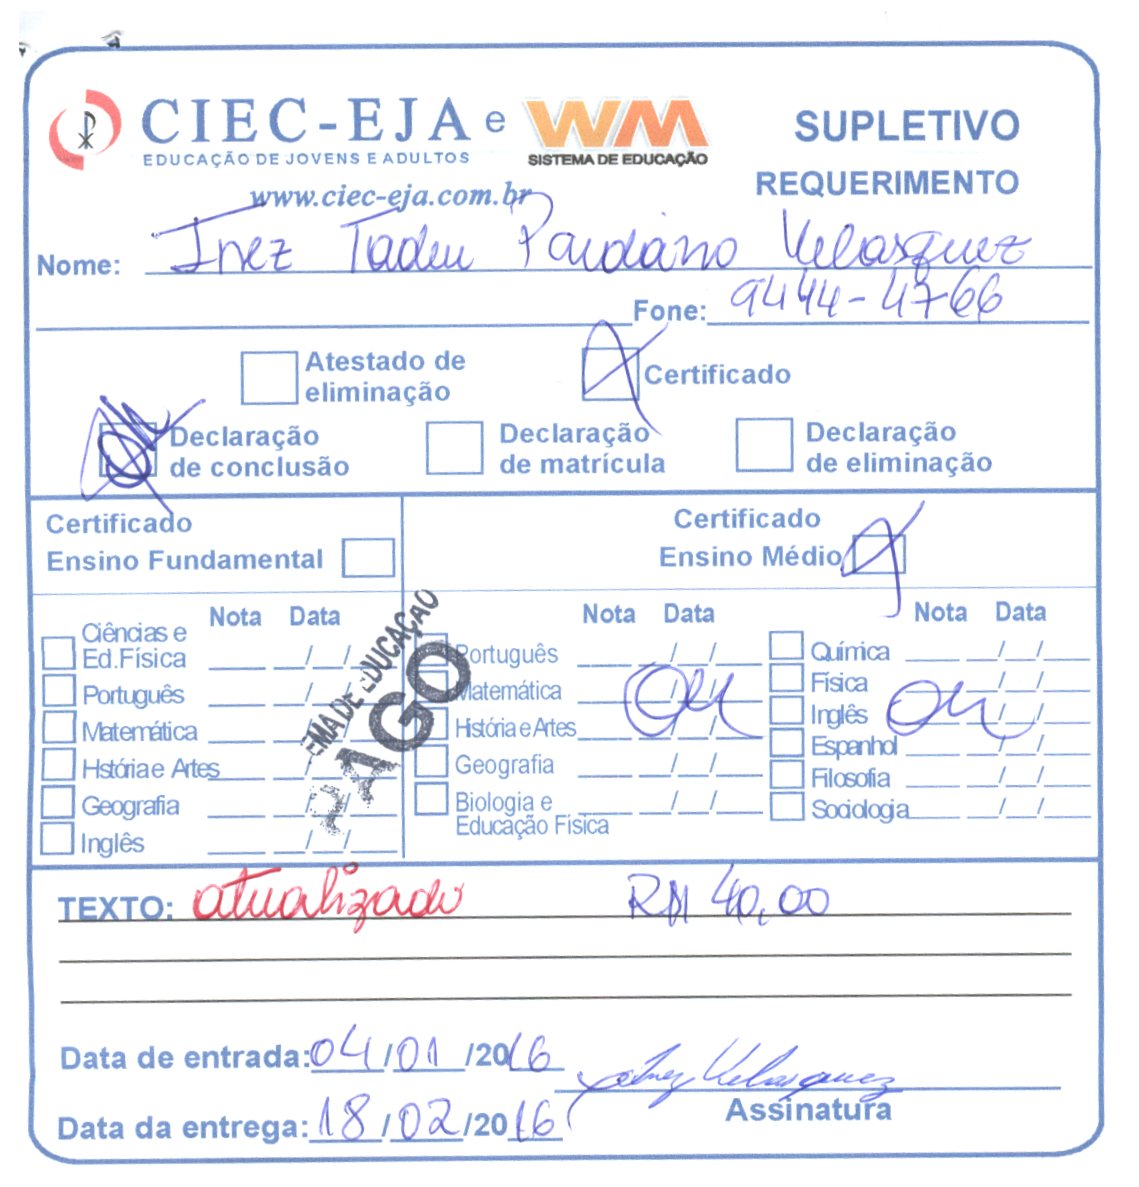 CIEC-EJA e WM
EDUCAÇÃO DE JOVENS E ADULTOS SISTEMA DE EDUCAÇÃO
www.ciec-eja.com.br
SUPLETIVO
REQUERIMENTO
Nome: Inez Tadeu Velasquez
Fone: 9444-4766
Atestado de eliminação
Certificado
Declaração de conclusão
Declaração de matrícula
Declaração de eliminação
Certificado
Ensino Fundamental
Certificado
Ensino Médio
Nota Data
Ciências e
Ed.Física / /
Português / /
Matemática
História e Artes
Geografia / /
Inglês / /
EMA DE EDUCAÇÃO
PAGO
Nota Data
Português / /
Matemática / /
História e Artes / /
Geografia / /
Biologia e / /
Educação Física
Nota Data
Química / /
Física / /
Inglês / /
Espanhol / /
Filosofia / /
Sociologia / /
TEXTO: atualizado 40,00
Data de entrada: 04/01/2016
Inez Velasquez
Assinatura
Data da entrega: 18/02/2016